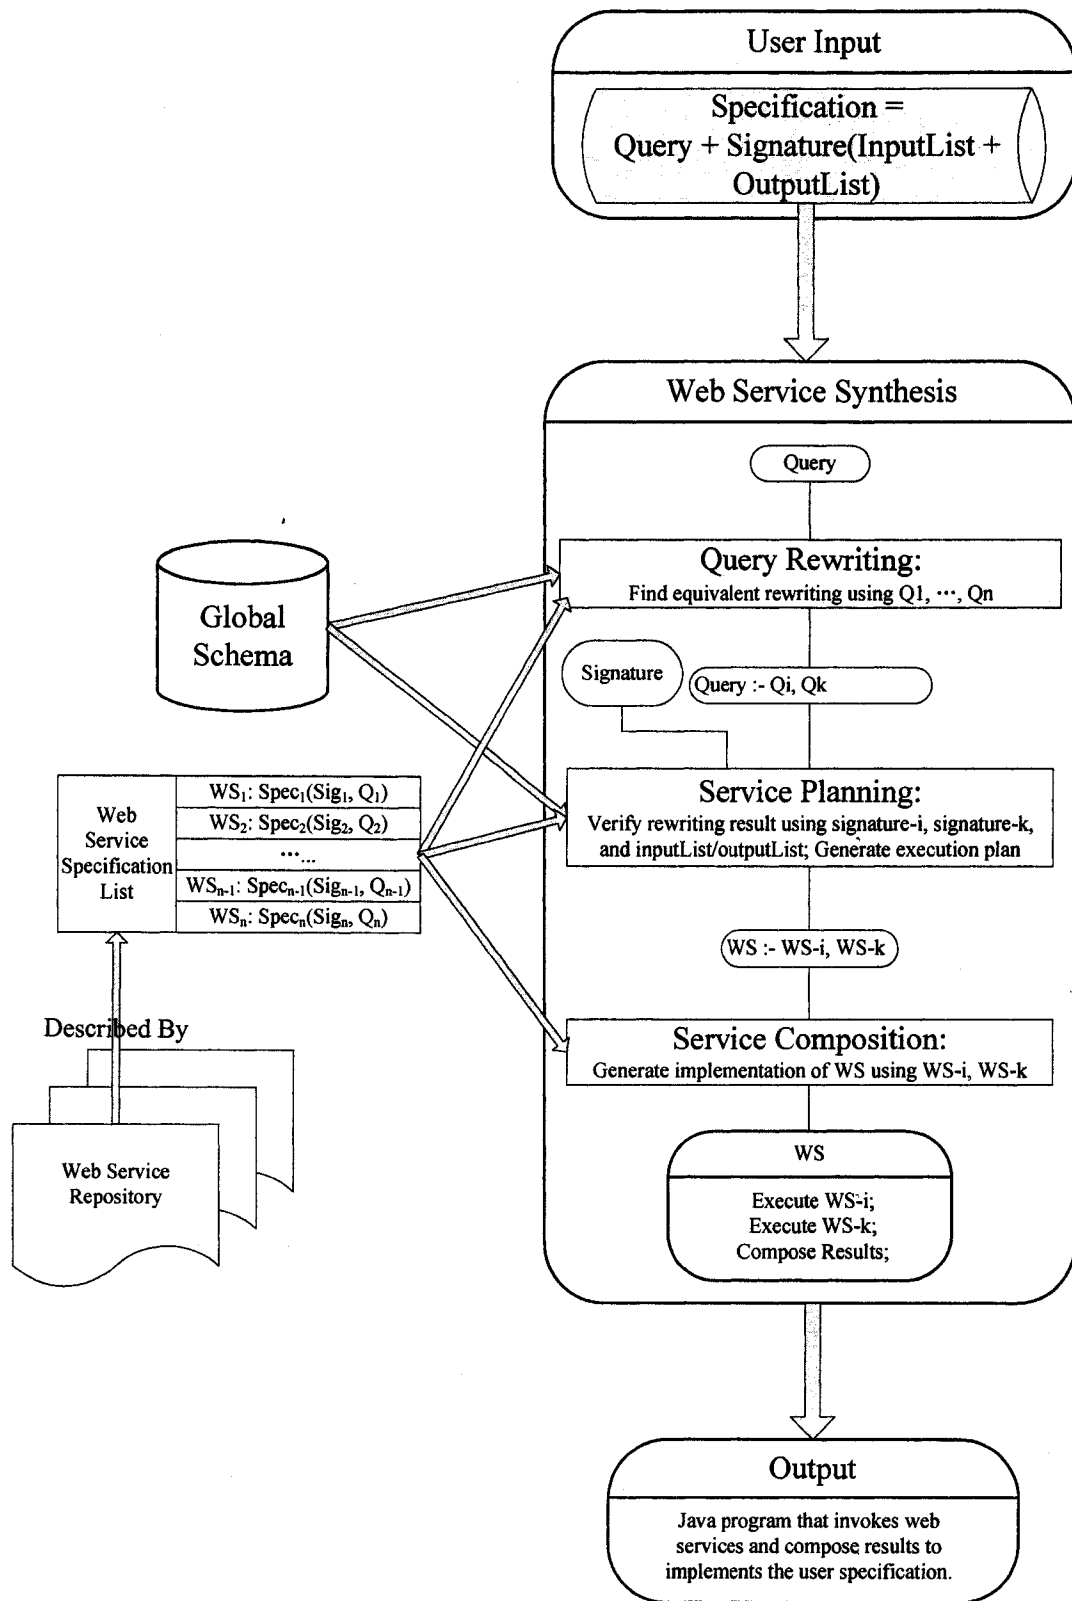 User Input
Specification =
Query + Signature(InputList +
OutputList)
Web Service Synthesis
Query
Query Rewriting:
Find equivalent rewriting using Q1, …, Qn
Global
Schema
Signature
Query :- Qi, Qk
Web
Service
Specification
List
WS₁: Spec₁(Sig₁, Q₁)
WS₂: Spec₂(Sig₂, Q₂)
…...
WSₙ₋₁: Specₙ₋₁(Sigₙ₋₁, Qₙ₋₁)
WSₙ: Specₙ(Sigₙ, Qₙ)
Service Planning:
Verify rewriting result using signature-i, signature-k,
and inputList/outputList; Generate execution plan
WS :- WS-i, WS-k
Described By
Service Composition:
Generate implementation of WS using WS-i, WS-k
Web Service
Repository
WS
Execute WS-i;
Execute WS-k;
Compose Results;
Output
Java program that invokes web
services and compose results to
implements the user specification.